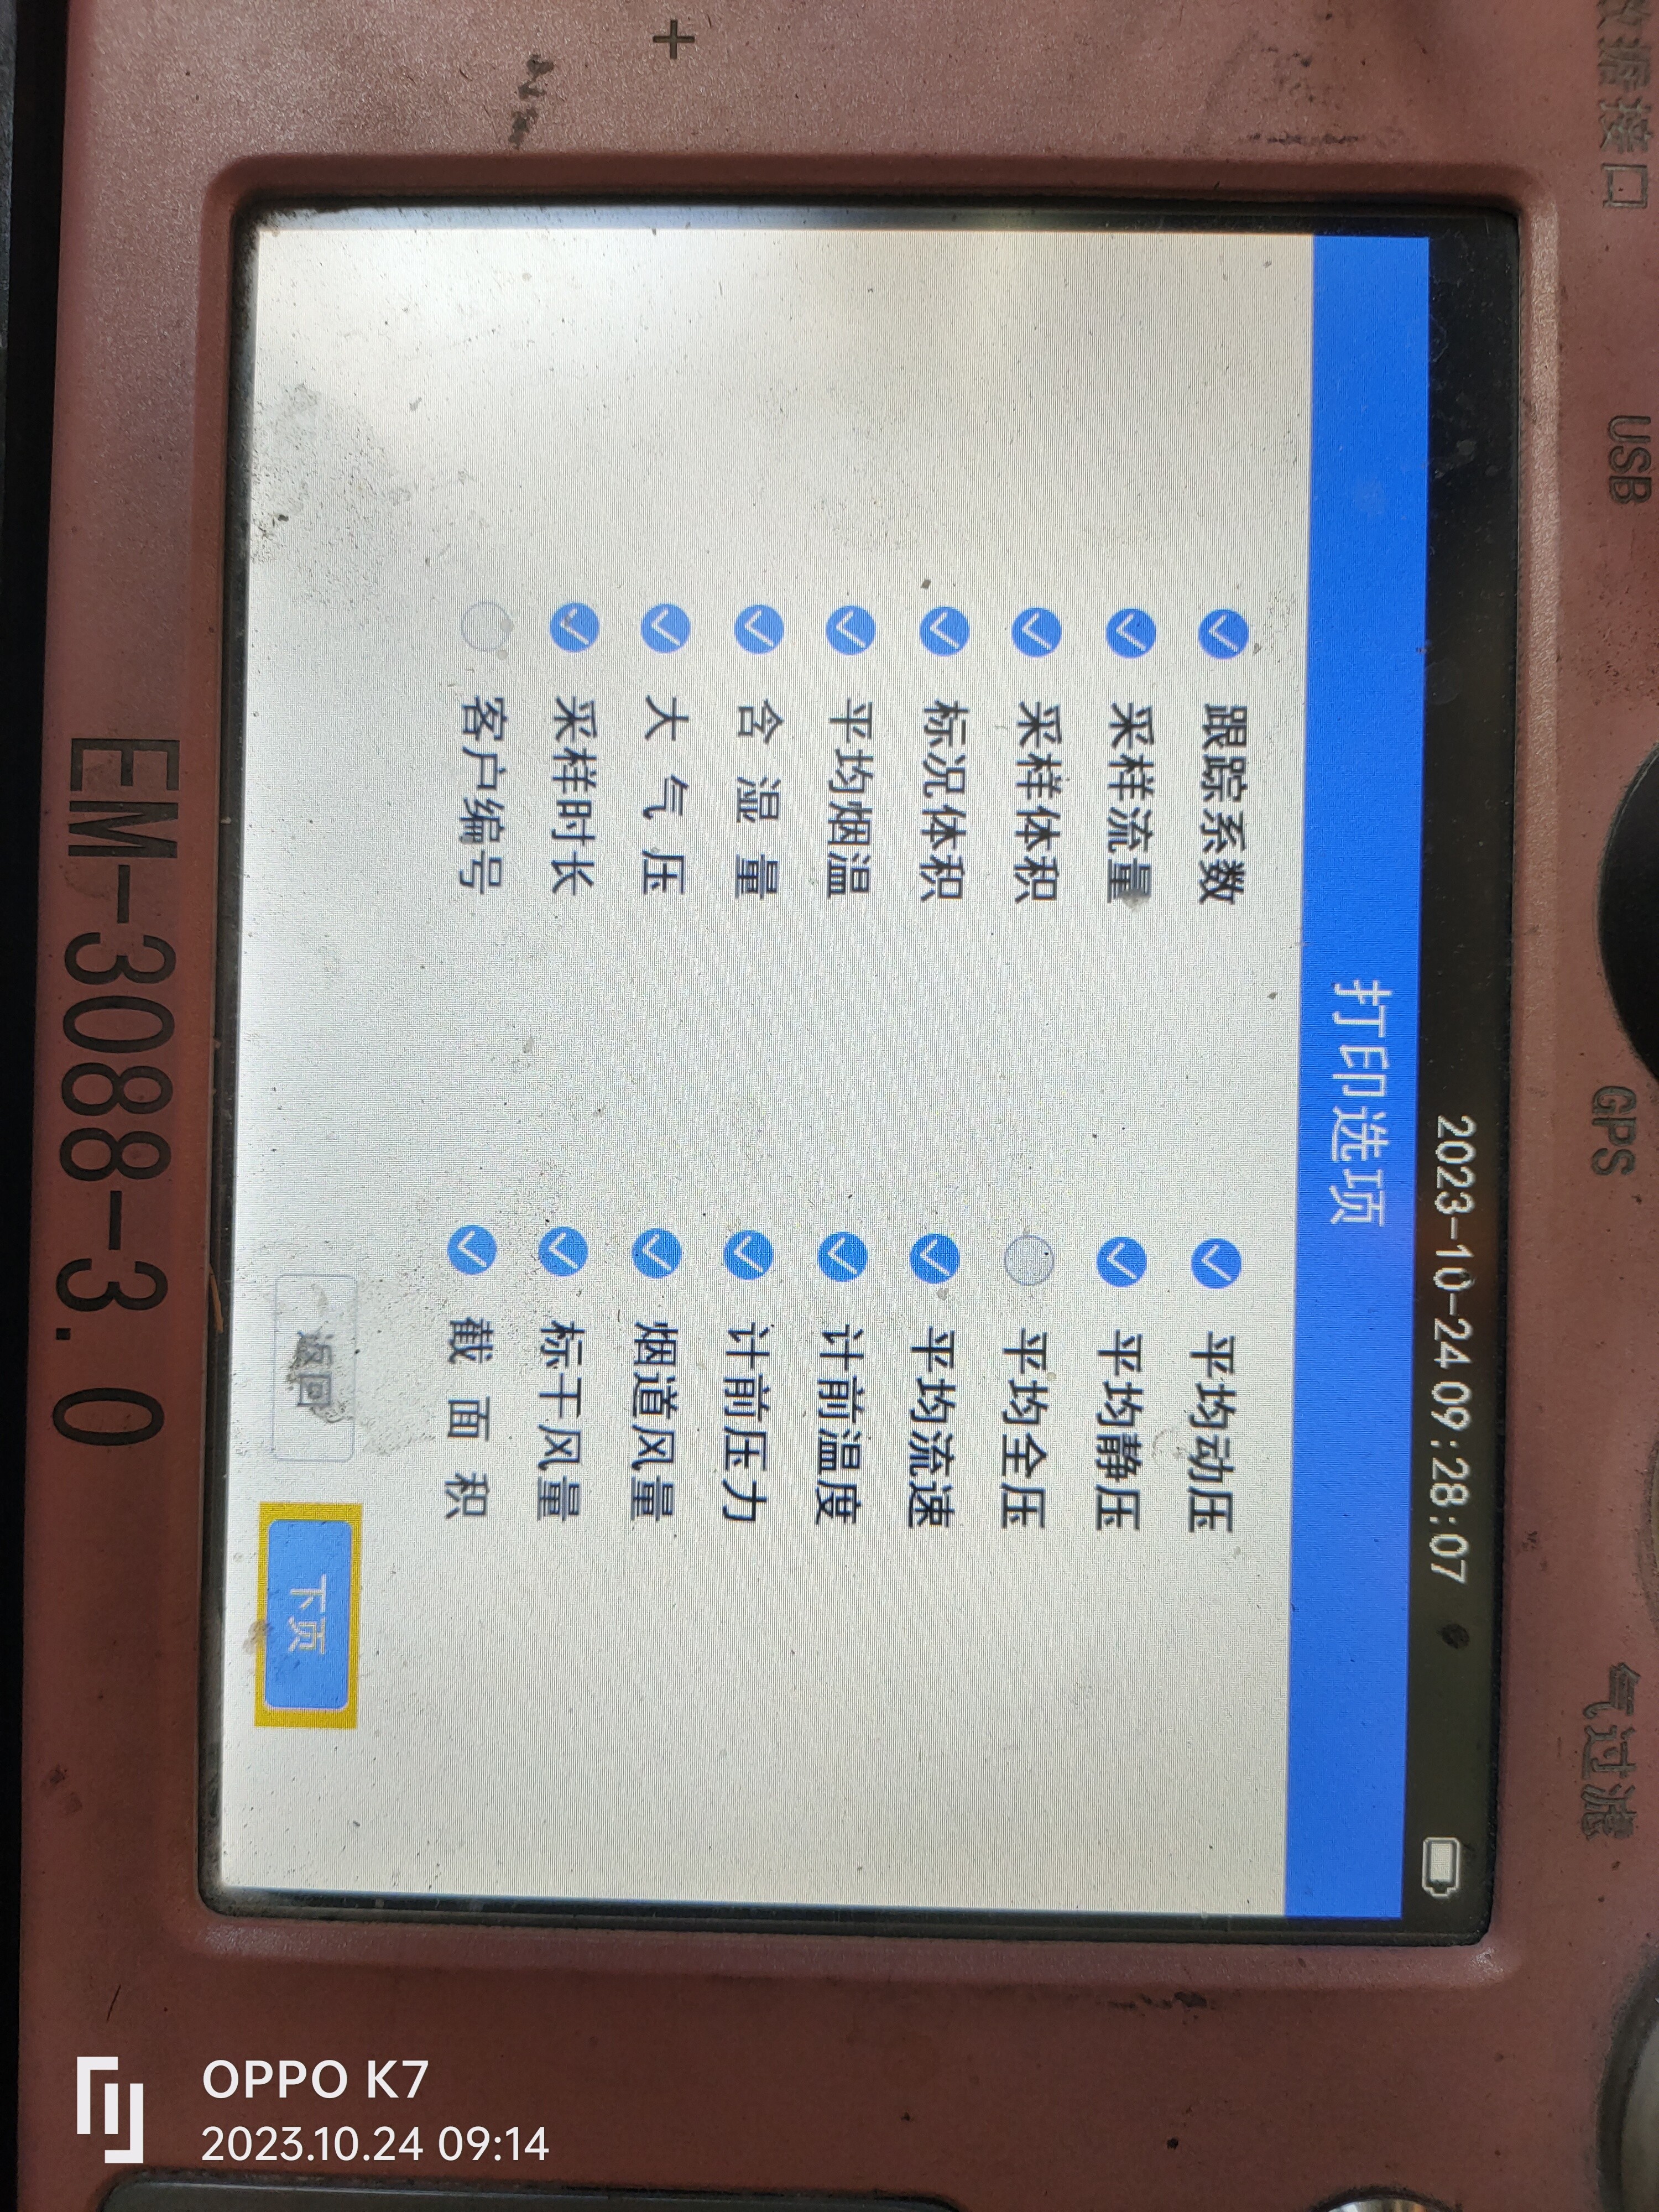 USB
GPS
气过滤
2023-10-24 09:28:07
打印选项
跟踪系数 平均动压
采样流量 平均静压
采样体积 平均全压
标况体积 平均流速
平均烟温 计前温度
含湿量 计前压力
大气压 烟道风量
采样时长 标干风量
客户编号 截面积
返回 下页
+
EM-3088-3.0
OPPO K7
2023.10.24 09:14